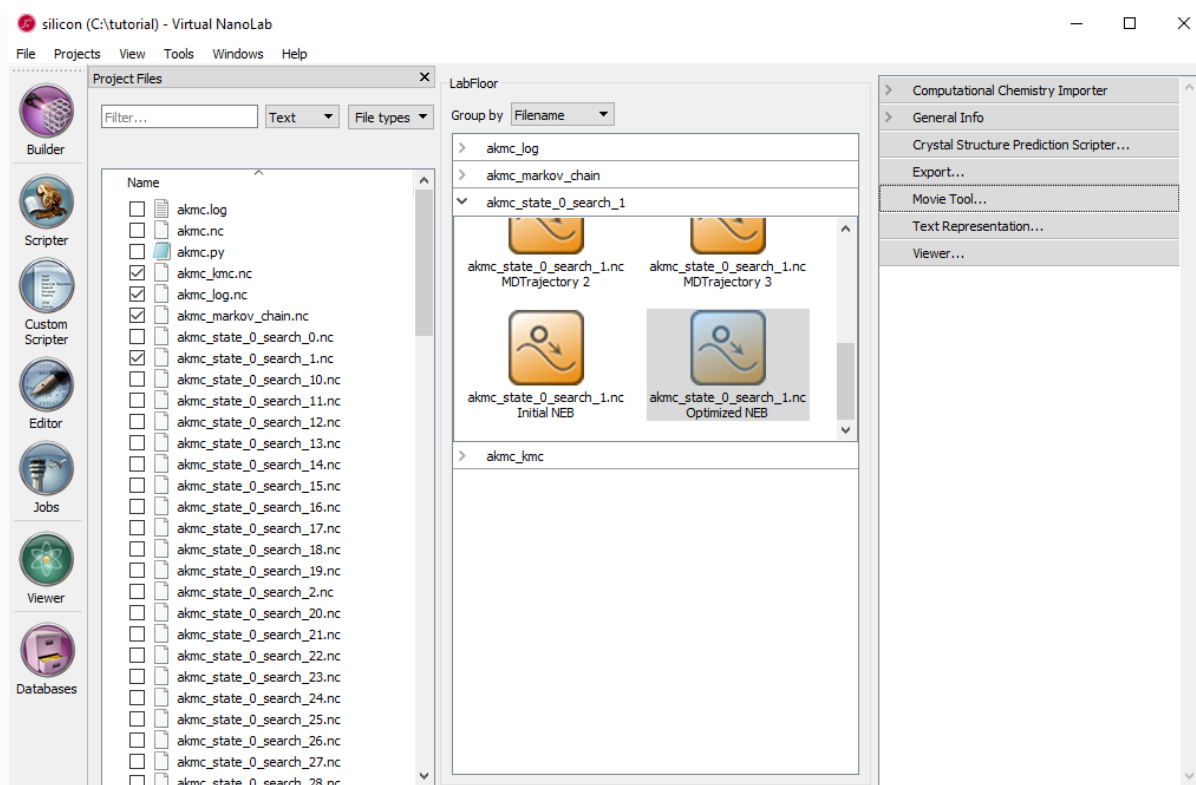 silicon (C:\tutorial) - Virtual NanoLab
File Projects View Tools Windows Help
Builder
Scripter
Custom
Scripter
Editor
Jobs
Viewer
Databases
Project Files
Filter...
Text
File types
Name
akmc.log
akmc.nc
akmc.py
akmc_kmc.nc
akmc_log.nc
akmc_markov_chain.nc
akmc_state_0_search_0.nc
akmc_state_0_search_1.nc
akmc_state_0_search_10.nc
akmc_state_0_search_11.nc
akmc_state_0_search_12.nc
akmc_state_0_search_13.nc
akmc_state_0_search_14.nc
akmc_state_0_search_15.nc
akmc_state_0_search_16.nc
akmc_state_0_search_17.nc
akmc_state_0_search_18.nc
akmc_state_0_search_19.nc
akmc_state_0_search_2.nc
akmc_state_0_search_20.nc
akmc_state_0_search_21.nc
akmc_state_0_search_22.nc
akmc_state_0_search_23.nc
akmc_state_0_search_24.nc
akmc_state_0_search_25.nc
akmc_state_0_search_26.nc
akmc_state_0_search_27.nc
akmc_state_0_search_28.nc
LabFloor
Group by Filename
akmc_log
akmc_markov_chain
akmc_state_0_search_1
akmc_state_0_search_1.nc
MDTrajectory 2
akmc_state_0_search_1.nc
MDTrajectory 3
akmc_state_0_search_1.nc
Initial NEB
akmc_state_0_search_1.nc
Optimized NEB
akmc_kmc
Computational Chemistry Importer
General Info
Crystal Structure Prediction Scripter...
Export...
Movie Tool...
Text Representation...
Viewer...